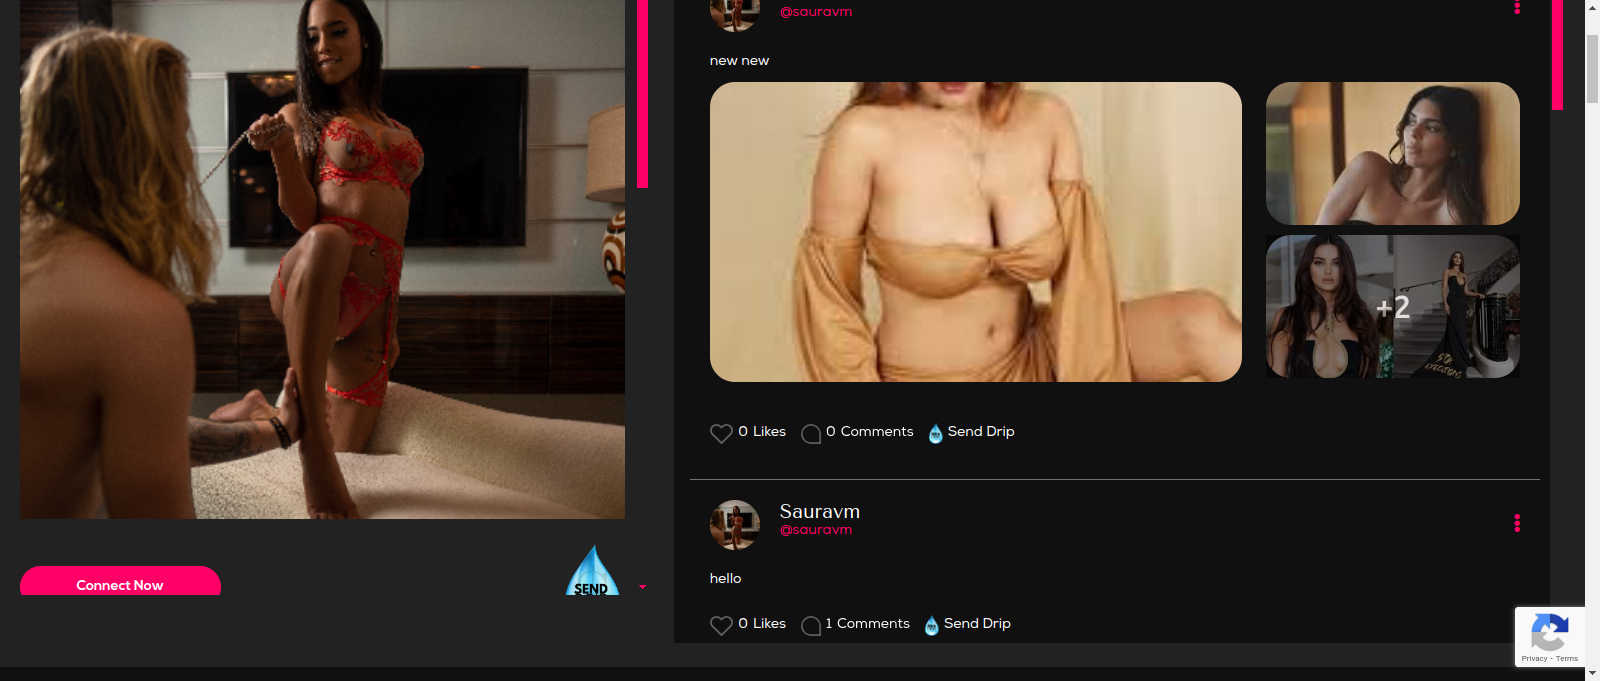 @sauravm
new new
+2
0 Likes 0 Comments Send Drip
Sauravm
@sauravm
hello
0 Likes 1 Comments Send Drip
Connect Now
SEND
Privacy - Terms